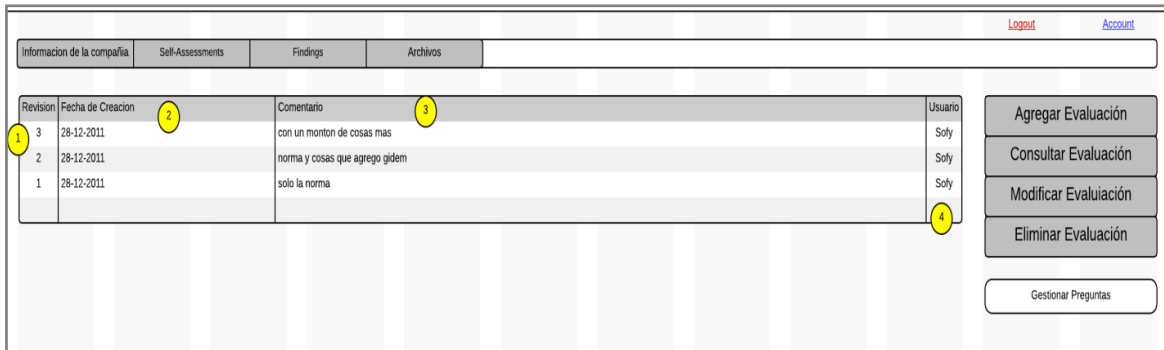 Logout Account
Informacion de la compañia Self-Assessments Findings Archivos
Revision Fecha de Creacion 2 Comentario 3 Usuario
1 3 28-12-2011 con un monton de cosas mas Sofy
2 28-12-2011 norma y cosas que agrego gidem Sofy
1 28-12-2011 solo la norma Sofy
4
Agregar Evaluación
Consultar Evaluación
Modificar Evaluiación
Eliminar Evaluación
Gestionar Preguntas